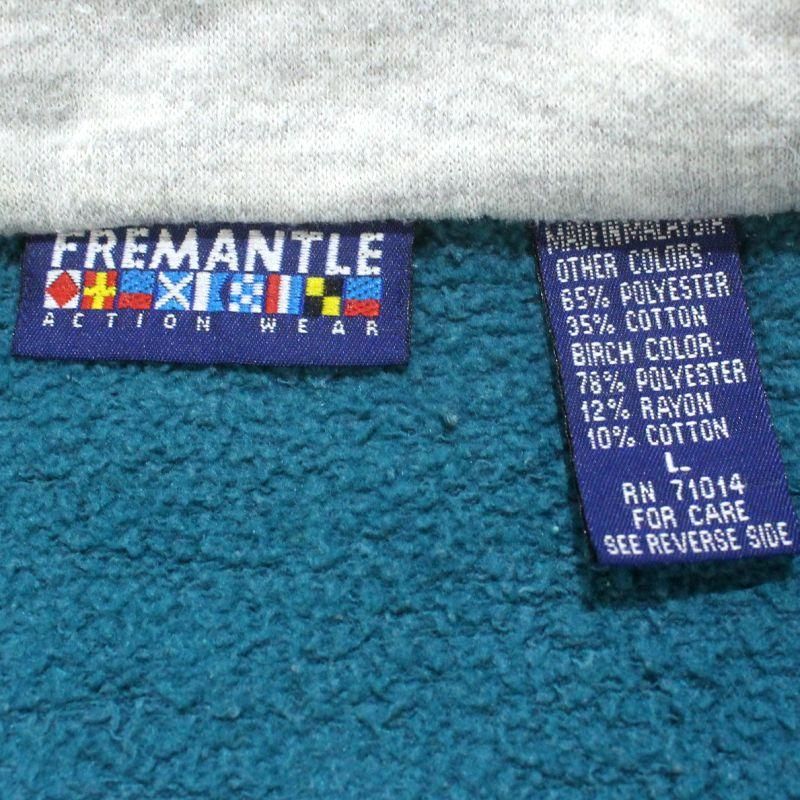 FREMANTLE
ACTION WEAR
MADE IN MALAYSIA
OTHER COLORS:
65% POLYESTER
35% COTTON
BIRCH COLOR:
78% POLYESTER
12% RAYON
10% COTTON
L
RN 71014
FOR CARE
SEE REVERSE SIDE